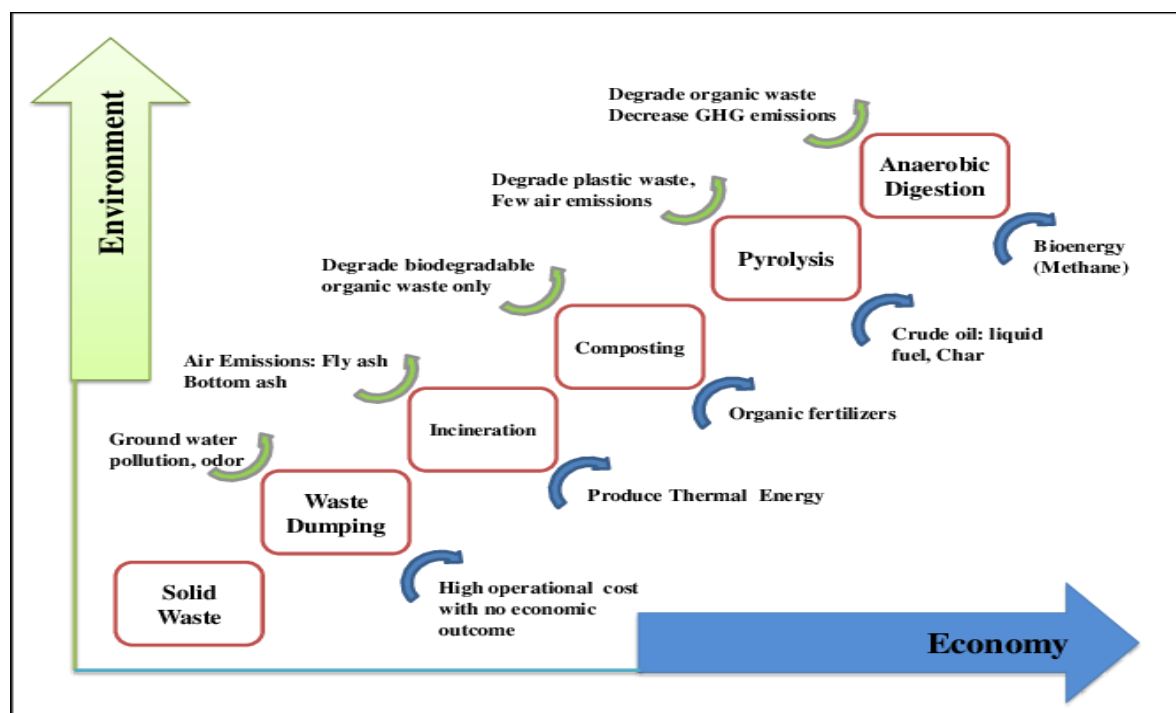 Environment
Degrade organic waste
Decrease GHG emissions
Anaerobic
Digestion
Bioenergy
(Methane)
Degrade plastic waste,
Few air emissions
Pyrolysis
Crude oil: liquid
fuel, Char
Degrade biodegradable
organic waste only
Composting
Organic fertilizers
Air Emissions: Fly ash
Bottom ash
Incineration
Produce Thermal Energy
Ground water
pollution, odor
Waste
Dumping
High operational cost
with no economic
outcome
Solid
Waste
Economy